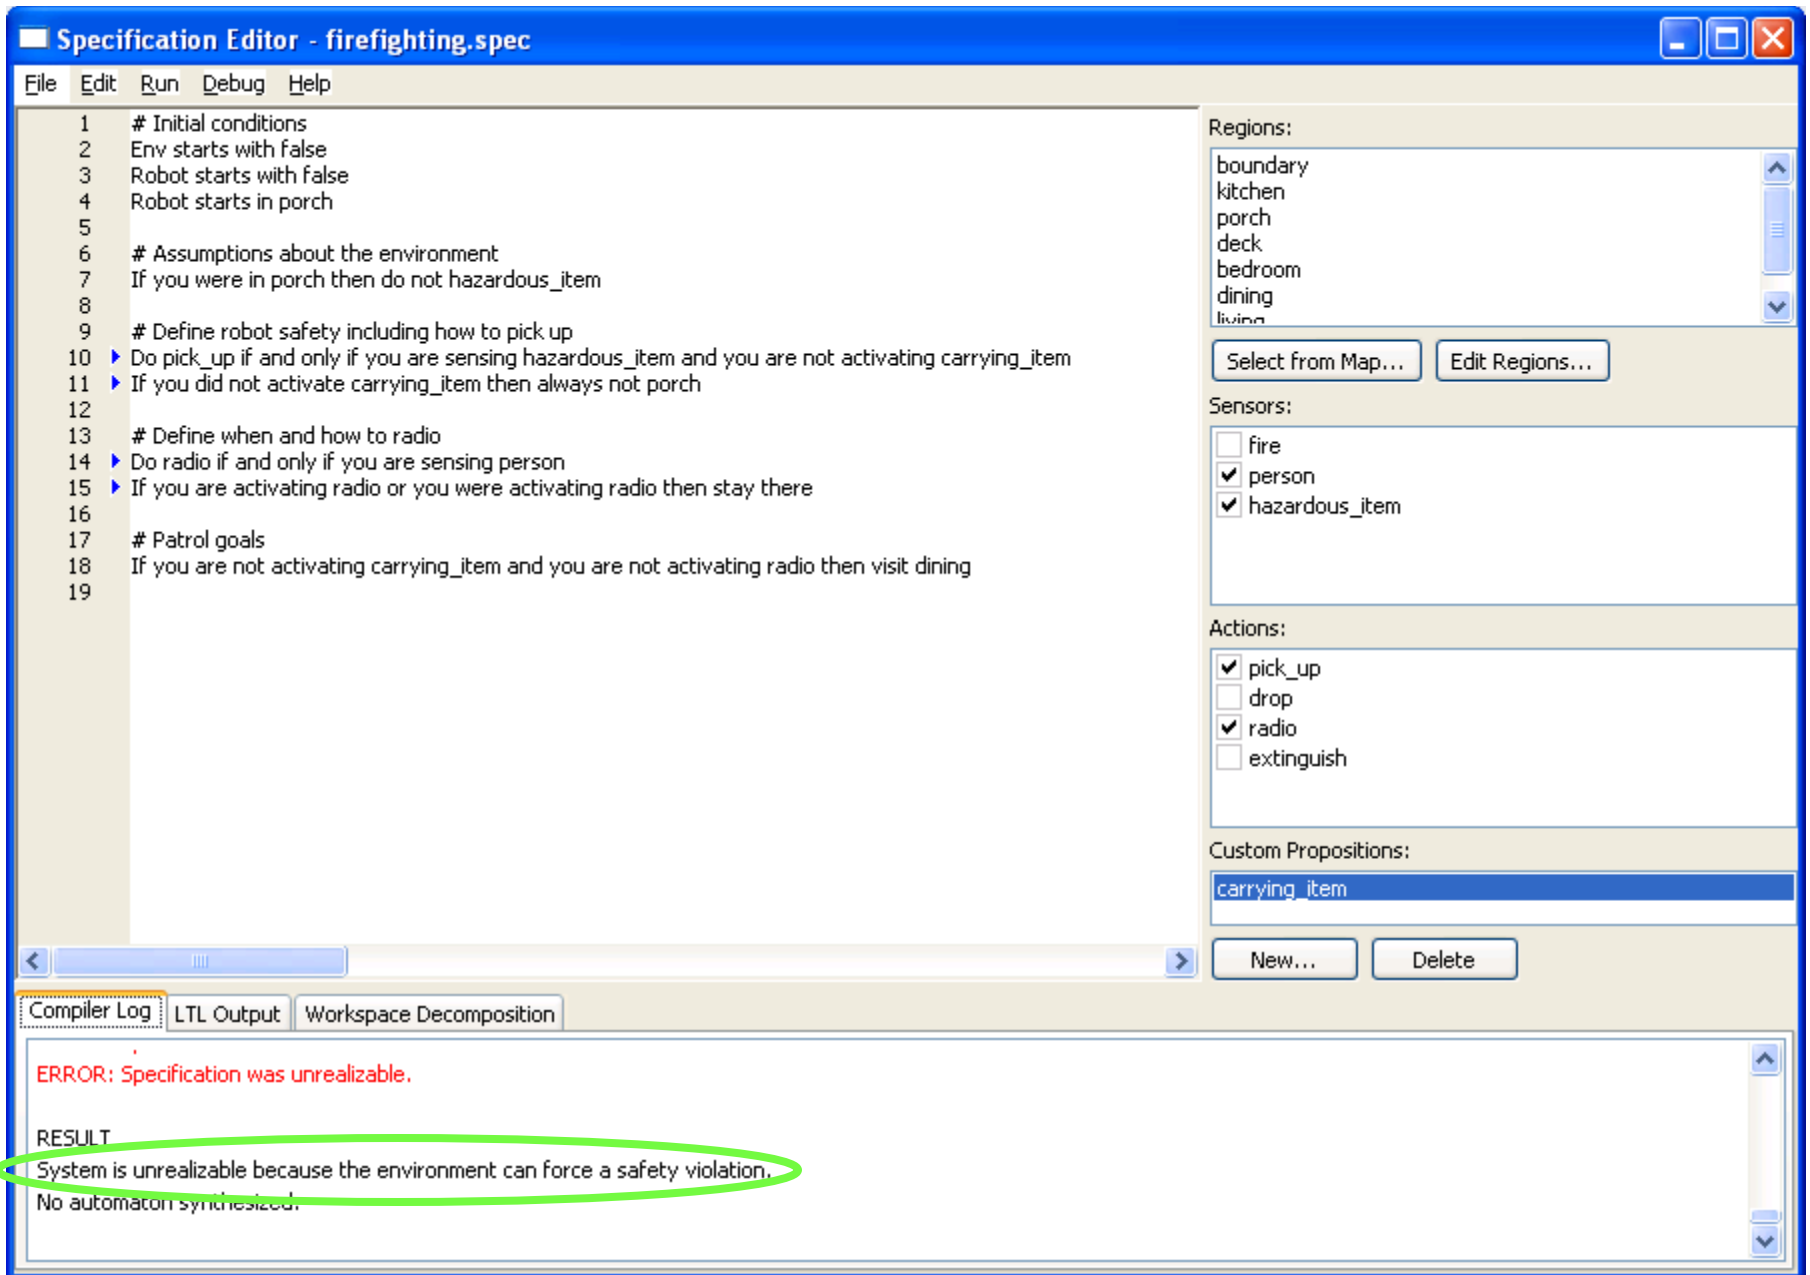 Specification Editor - firefighting.spec
File Edit Run Debug Help
1 # Initial conditions
2 Env starts with false
3 Robot starts with false
4 Robot starts in porch
5
6 # Assumptions about the environment
7 If you were in porch then do not hazardous_item
8
9 # Define robot safety including how to pick up
10 Do pick_up if and only if you are sensing hazardous_item and you are not activating carrying_item
11 If you did not activate carrying_item then always not porch
12
13 # Define when and how to radio
14 Do radio if and only if you are sensing person
15 If you are activating radio or you were activating radio then stay there
16
17 # Patrol goals
18 If you are not activating carrying_item and you are not activating radio then visit dining
19
Regions:
boundary
kitchen
porch
deck
bedroom
dining
living
Select from Map... Edit Regions...
Sensors:
fire
person
hazardous_item
Actions:
pick_up
drop
radio
extinguish
Custom Propositions:
carrying_item
New... Delete
Compiler Log LTL Output Workspace Decomposition
ERROR: Specification was unrealizable.
RESULT
System is unrealizable because the environment can force a safety violation.
No automaton synthesized.